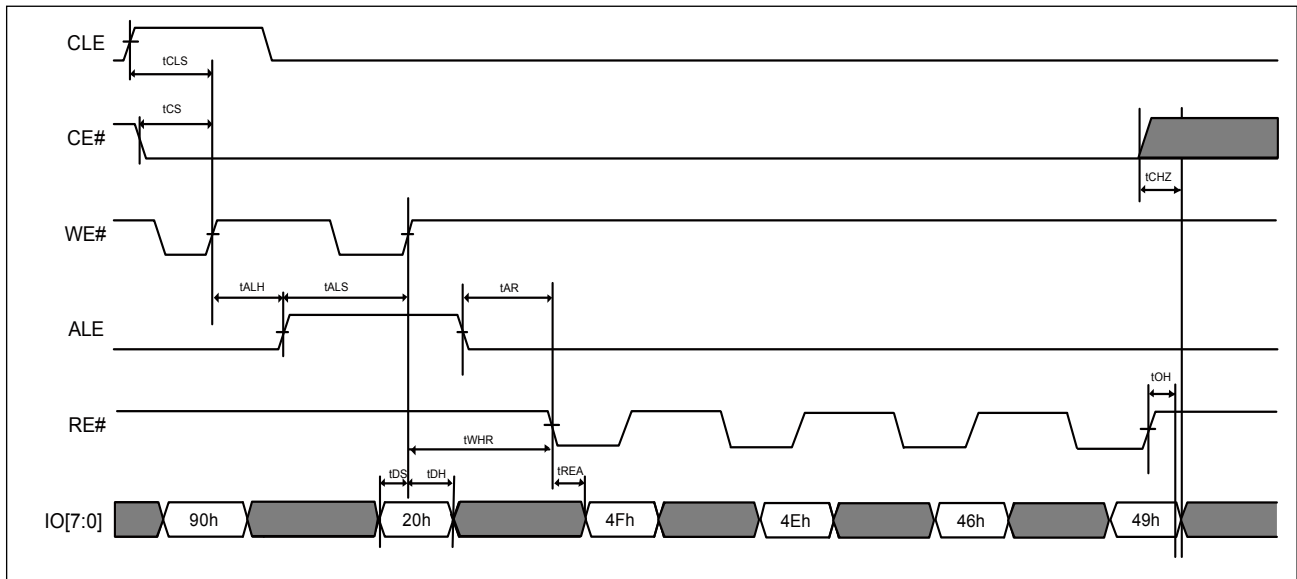 CLE
tCLS
CE#
tCS
tCHZ
WE#
tALH tALS tAR
ALE
tOH
RE#
tWHR
tDS tDH tREA
IO[7:0] 90h 20h 4Fh 4Eh 46h 49h